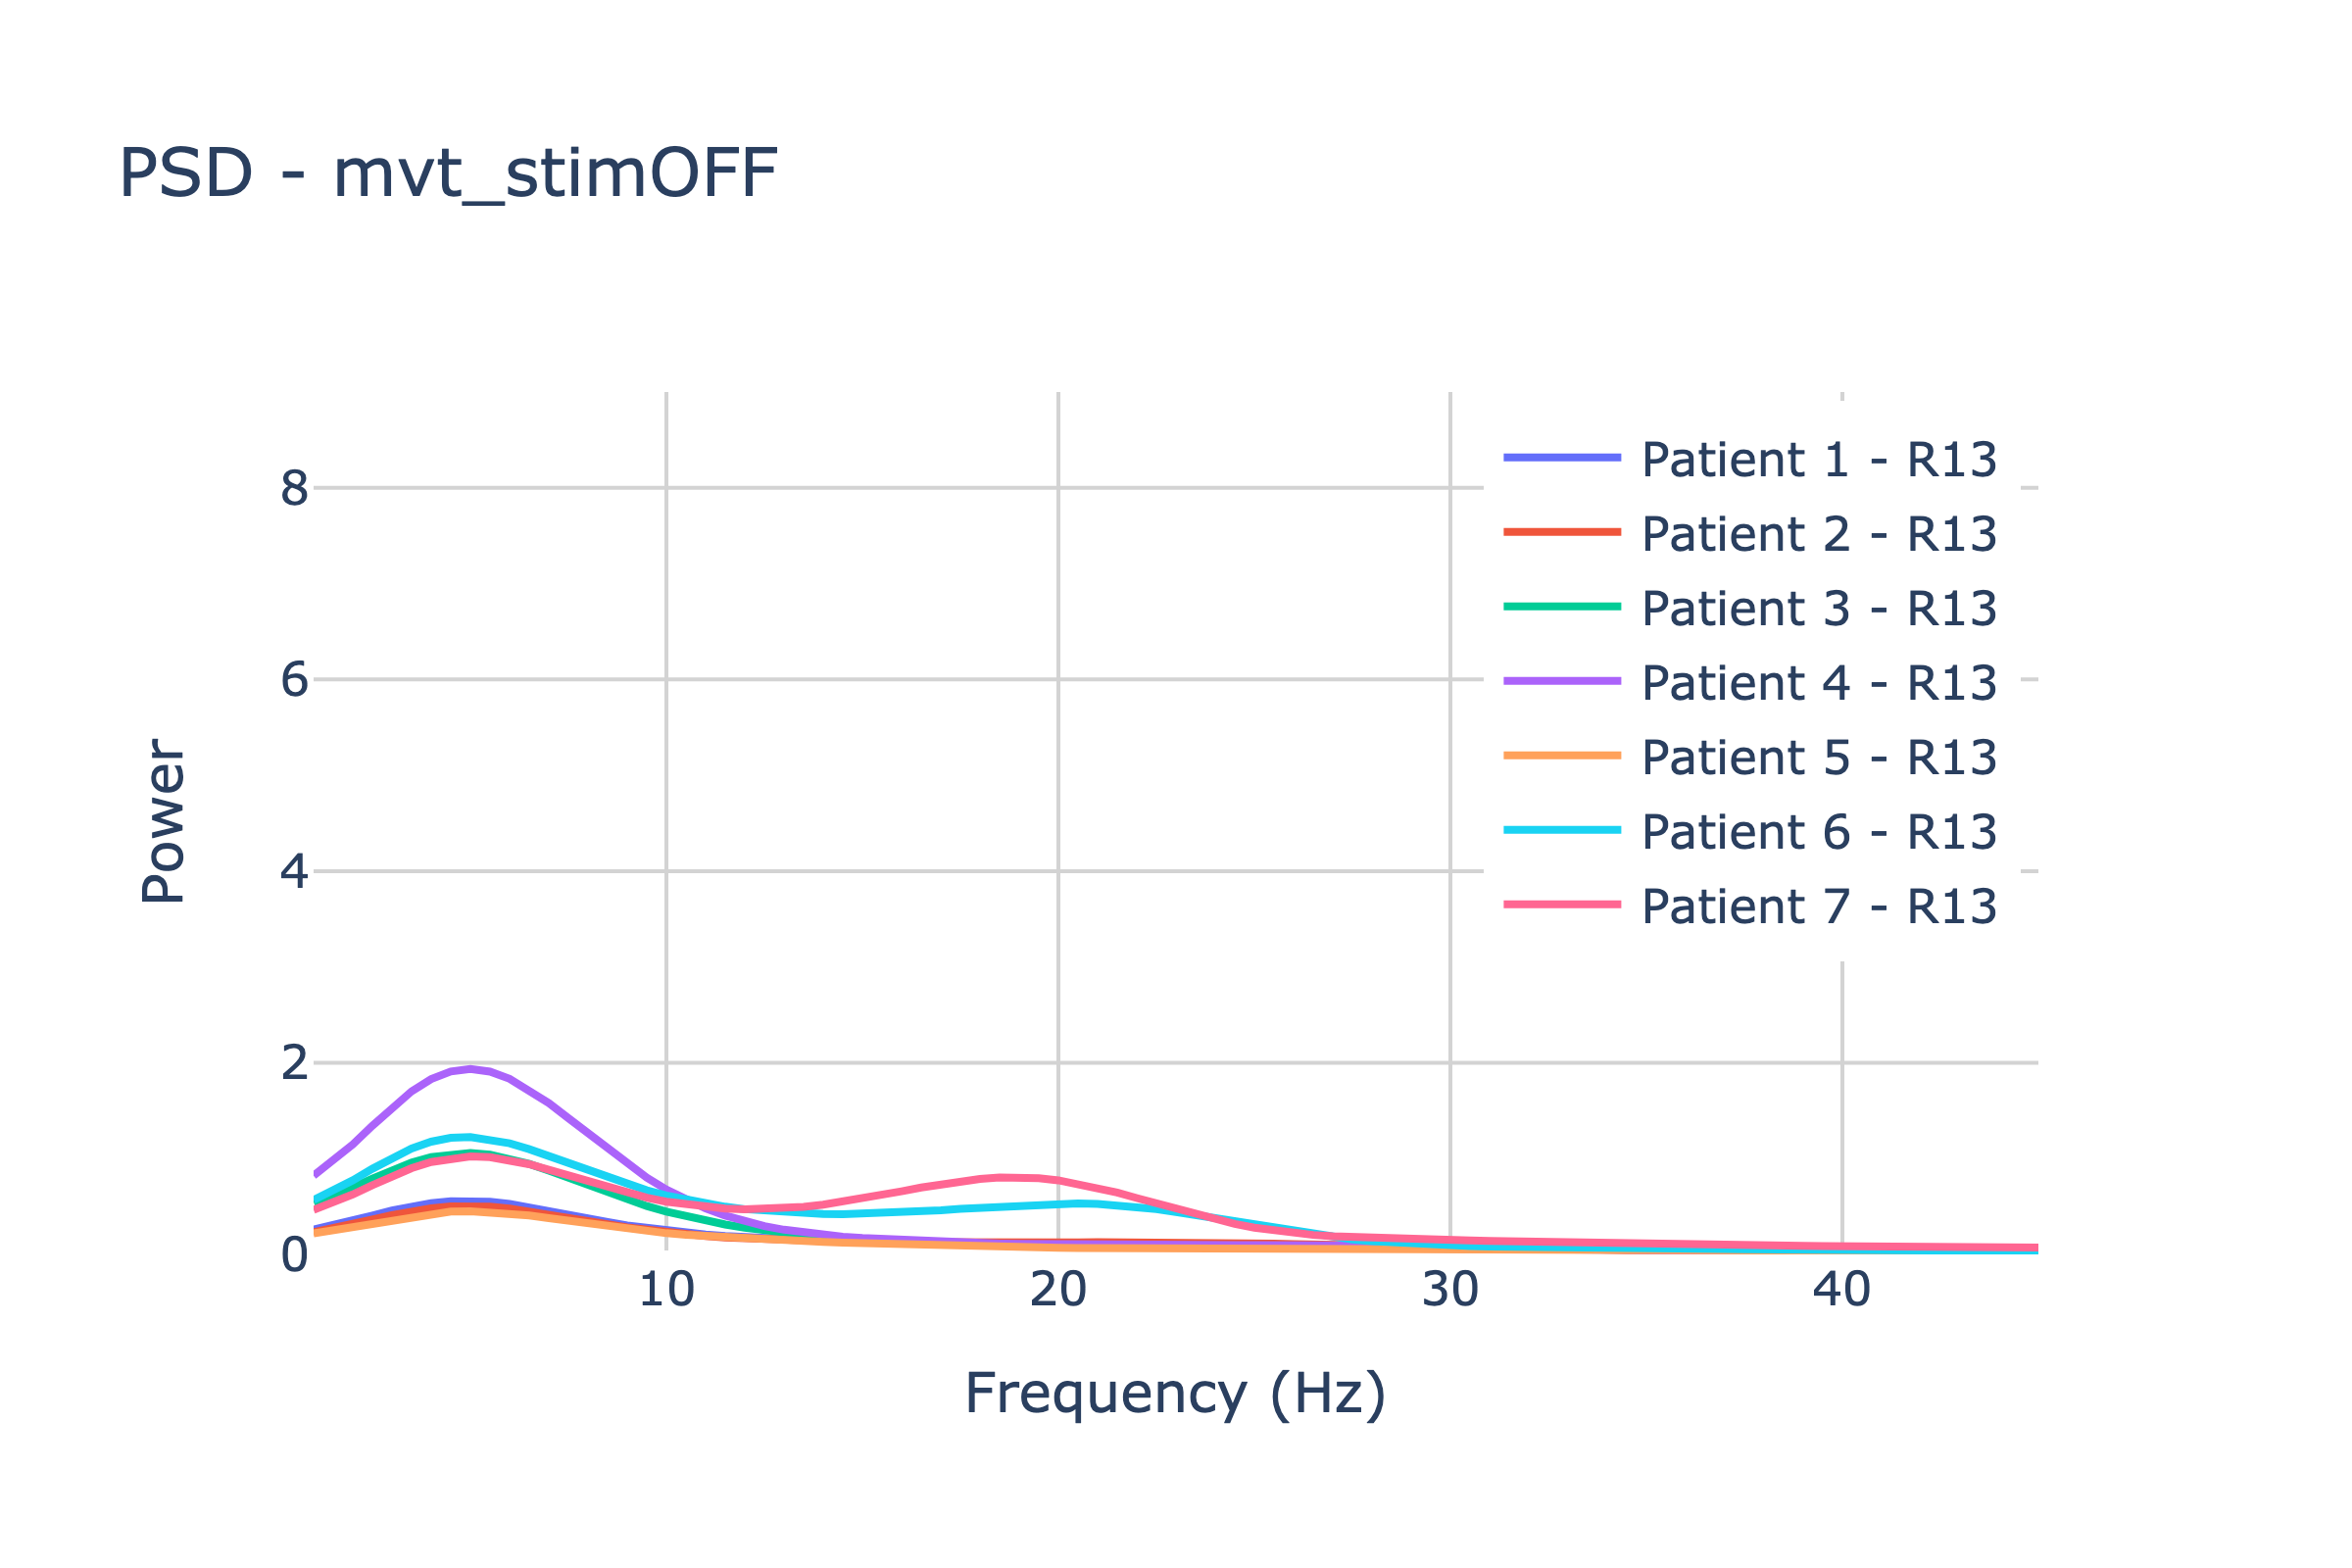 PSD - mvt_stimOFF
Patient 1 - R13
Patient 2 - R13
Patient 3 - R13
Patient 4 - R13
Patient 5 - R13
Patient 6 - R13
Patient 7 - R13
Power
8
6
4
2
0
10 20 30 40
Frequency (Hz)